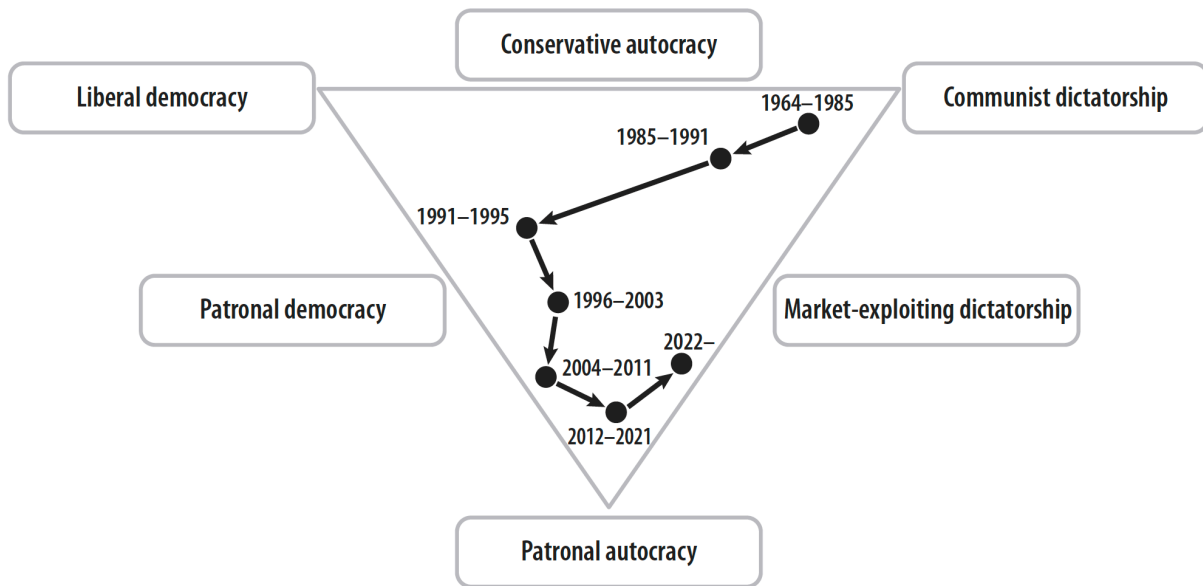 Conservative autocracy
Liberal democracy
Communist dictatorship
1964–1985
1985–1991
1991–1995
Patronal democracy
1996–2003
Market-exploiting dictatorship
2022–
2004–2011
2012–2021
Patronal autocracy